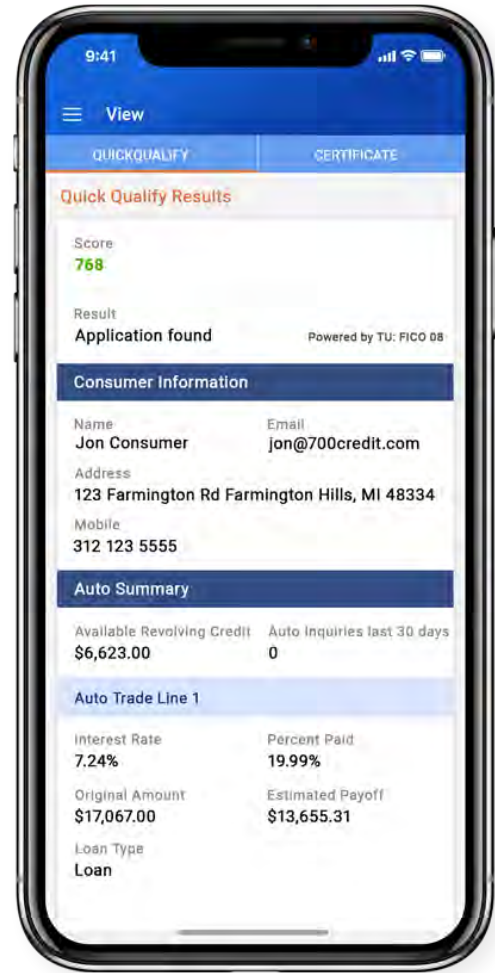 9:41
View
QUICKQUALIFY CERTIFICATE
Quick Qualify Results
Score
768
Result
Application found Powered by TU: FICO 08
Consumer Information
Name Email
Jon Consumer jon@700credit.com
Address
123 Farmington Rd Farmington Hills, MI 48334
Mobile
312 123 5555
Auto Summary
Available Revolving Credit Auto Inquiries last 30 days
$6,623.00 0
Auto Trade Line 1
Interest Rate Percent Paid
7.24% 19.99%
Original Amount Estimated Payoff
$17,067.00 $13,655.31
Loan Type
Loan